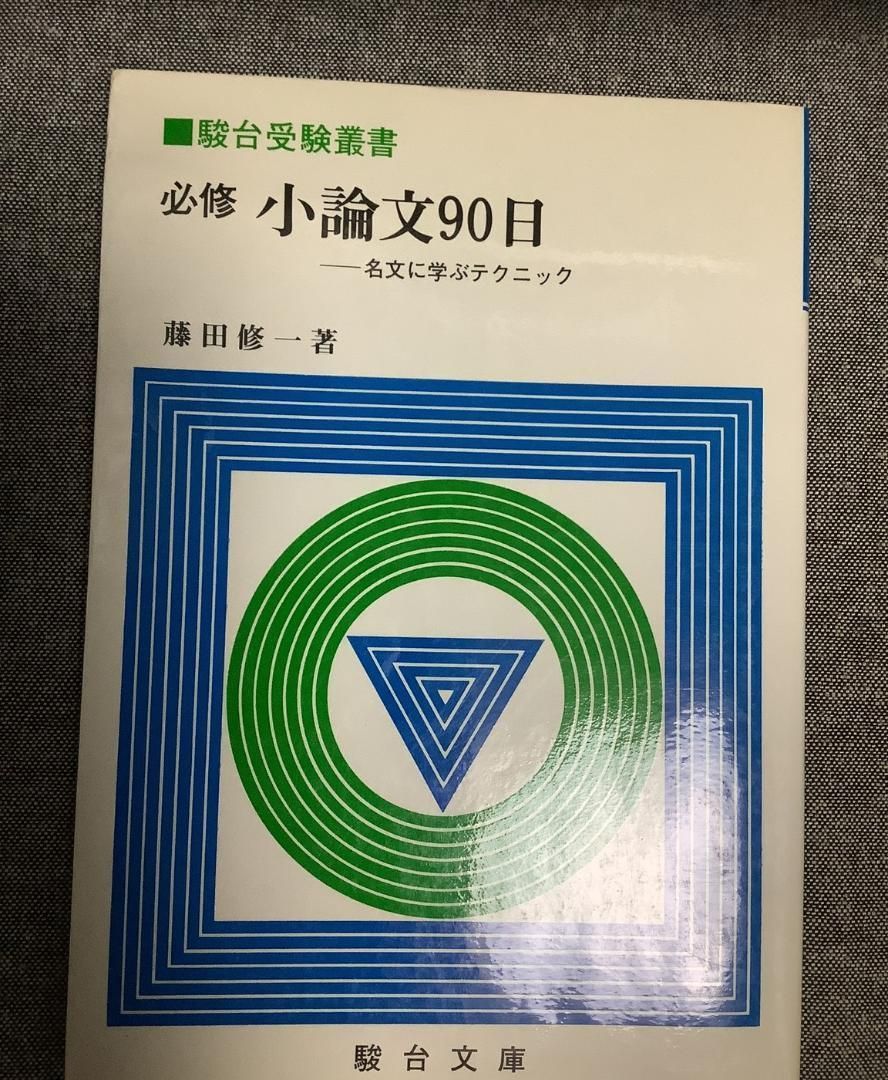 ■駿台受験叢書
必修 小論文90日
──名文に学ぶテクニック
藤田修一著
駿台文庫